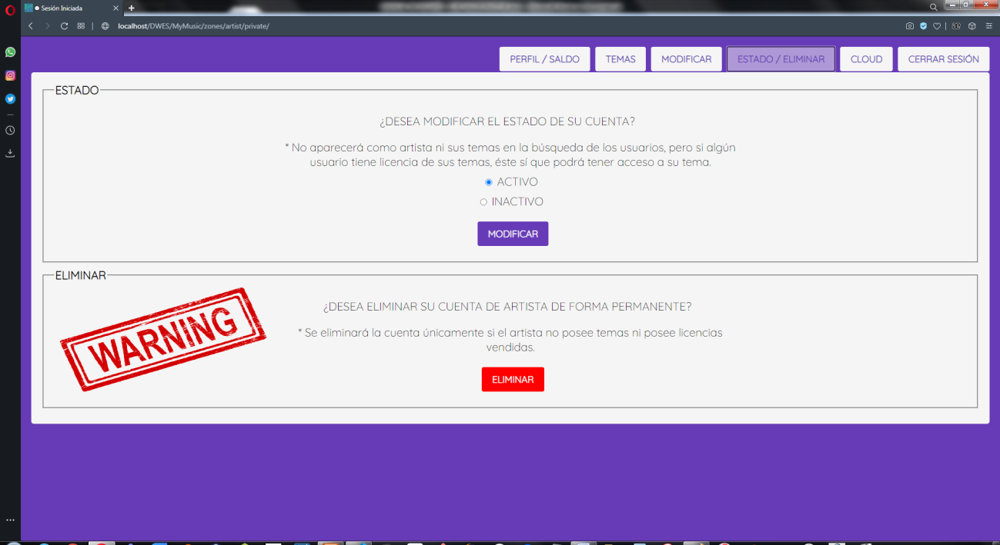 Sesión Iniciada
localhost/DWES/MyMusic/zones/artist/private/
PERFIL / SALDO TEMAS MODIFICAR ESTADO / ELIMINAR CLOUD CERRAR SESIÓN
ESTADO
¿DESEA MODIFICAR EL ESTADO DE SU CUENTA?
* No aparecerá como artista ni sus temas en la búsqueda de los usuarios, pero si algún
usuario tiene licencia de sus temas, éste sí que podrá tener acceso a su tema.
ACTIVO
INACTIVO
MODIFICAR
ELIMINAR
WARNING
¿DESEA ELIMINAR SU CUENTA DE ARTISTA DE FORMA PERMANENTE?
* Se eliminará la cuenta únicamente si el artista no posee temas ni posee licencias
vendidas.
ELIMINAR